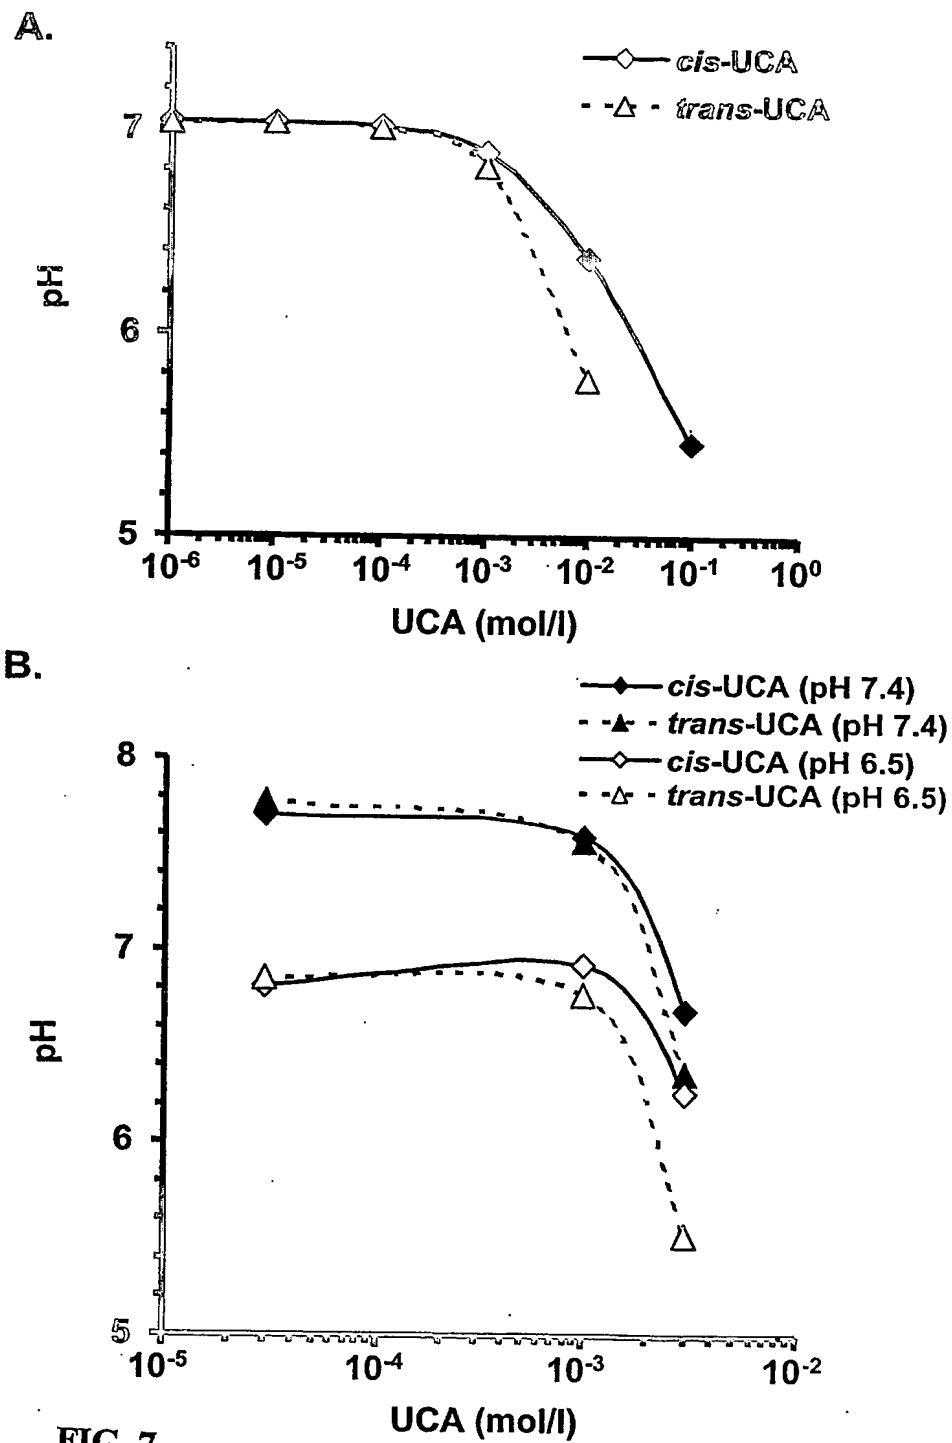 A.
cis-UCA
trans-UCA
7
6
5
pH
10-6 10-5 10-4 10-3 10-2 10-1 100
UCA (mol/l)
B.
cis-UCA (pH 7.4)
trans-UCA (pH 7.4)
cis-UCA (pH 6.5)
trans-UCA (pH 6.5)
8
7
6
5
pH
10-5 10-4 10-3 10-2
UCA (mol/l)
FIG. 7